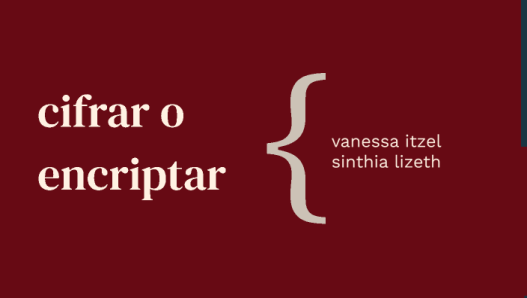 cifrar o
encriptar
{
vanessa itzel
sinthia lizeth